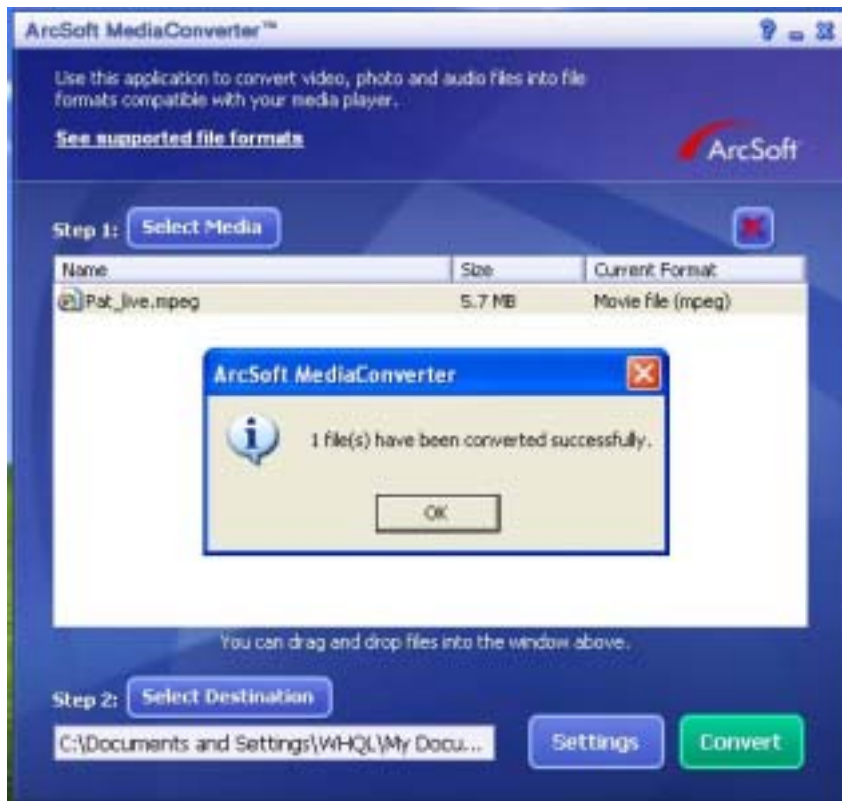 ArcSoft MediaConverter™
Use this application to convert video, photo and audio files into file
formats compatible with your media player.
See supported file formats
ArcSoft
Step 1: Select Media
Name Size Current Format
Pat_live.mpeg 5.7 MB Movie file (mpeg)
ArcSoft MediaConverter
1 file(s) have been converted successfully.
OK
You can drag and drop files into the window above.
Step 2: Select Destination
C:\Documents and Settings\WHQL\My Docu... Settings Convert